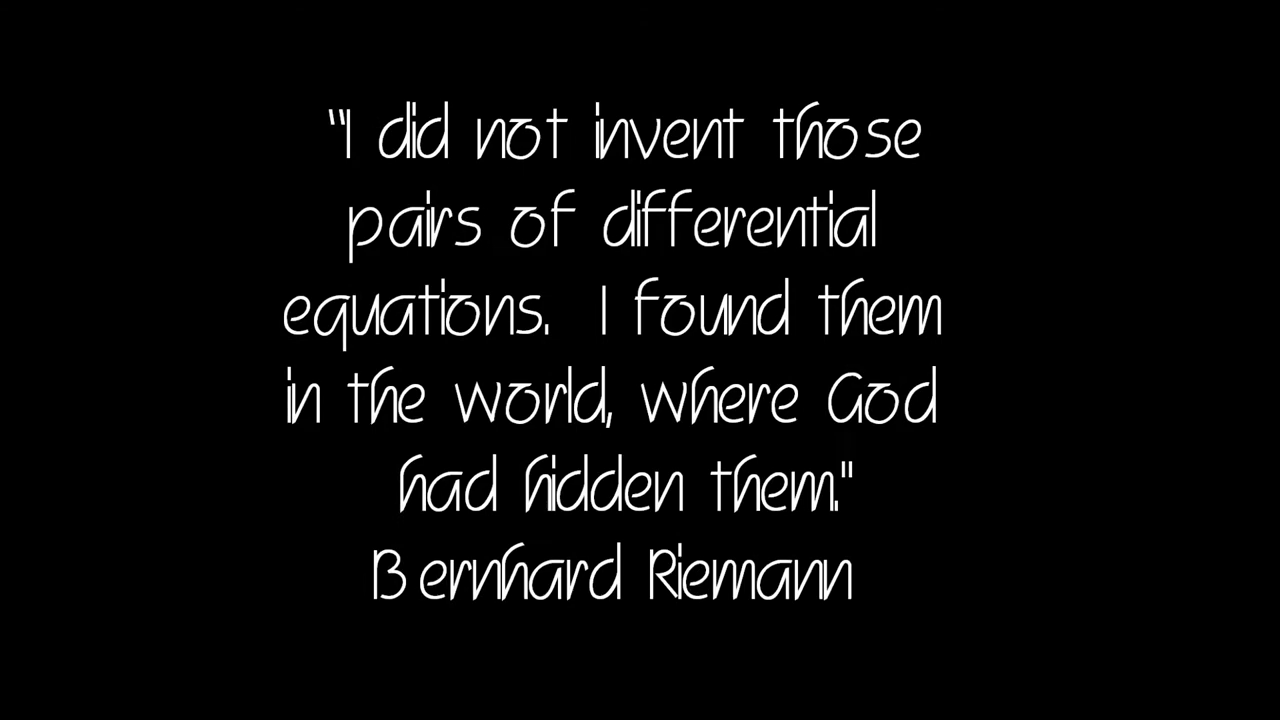 "I did not invent those
pairs of differential
equations. I found them
in the world, where God
had hidden them."
Bernhard Riemann